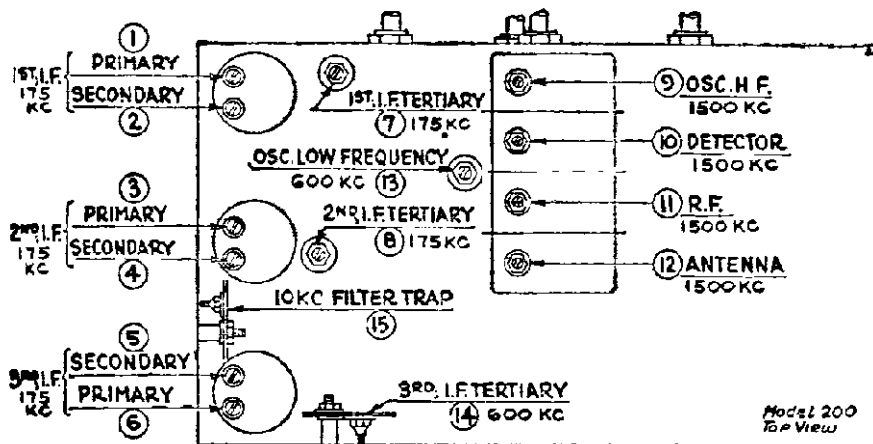 ①
1ST. I.F.
175
KC
PRIMARY
SECONDARY
②
1ST. I.F. TERTIARY
⑦ 175 KC
OSC. LOW FREQUENCY
600 KC ⑬
③
2ND. I.F.
175
KC
PRIMARY
SECONDARY
④
2ND. I.F. TERTIARY
⑧ 175 KC
10KC FILTER TRAP
⑮
⑤
3RD. I.F.
175
KC
SECONDARY
PRIMARY
⑥
3RD. I.F. TERTIARY
⑭ 600 KC
⑨ OSC. H.F.
1500 KC
⑩ DETECTOR
1500 KC
⑪ R.F.
1500 KC
⑫ ANTENNA
1500 KC
Model 200
Top View